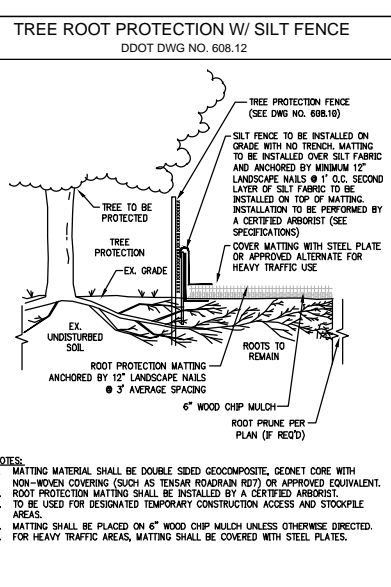 TREE ROOT PROTECTION W/ SILT FENCE
DDOT DWG NO. 608.12
TREE PROTECTION FENCE
(SEE DWG NO. 608.10)
SILT FENCE TO BE INSTALLED ON
GRADE WITH NO TRENCH. MATTING
TO BE INSTALLED OVER SILT FABRIC
AND ANCHORED BY MINIMUM 12"
LANDSCAPE NAILS @ 1' O.C. SECOND
LAYER OF SILT FABRIC TO BE
INSTALLED ON TOP OF MATTING.
INSTALLATION TO BE PERFORMED BY
A CERTIFIED ARBORIST (SEE
SPECIFICATIONS)
TREE TO BE
PROTECTED
TREE
PROTECTION
EX. GRADE
COVER MATTING WITH STEEL PLATE
OR APPROVED ALTERNATE FOR
HEAVY TRAFFIC USE
EX.
UNDISTURBED
SOIL
ROOTS TO
REMAIN
ROOT PROTECTION MATTING
ANCHORED BY 12" LANDSCAPE NAILS
@ 3' AVERAGE SPACING
6" WOOD CHIP MULCH
ROOT PRUNE PER
PLAN (IF REQ'D)
OTES:
MATTING MATERIAL SHALL BE DOUBLE SIDED GEOCOMPOSITE, GEONET CORE WITH
NON-WOVEN COVERING (SUCH AS TENSAR ROADRAIN RD7) OR APPROVED EQUIVALENT.
ROOT PROTECTION MATTING SHALL BE INSTALLED BY A CERTIFIED ARBORIST.
TO BE USED FOR DESIGNATED TEMPORARY CONSTRUCTION ACCESS AND STOCKPILE
AREAS.
MATTING SHALL BE PLACED ON 6" WOOD CHIP MULCH UNLESS OTHERWISE DIRECTED.
FOR HEAVY TRAFFIC AREAS, MATTING SHALL BE COVERED WITH STEEL PLATES.